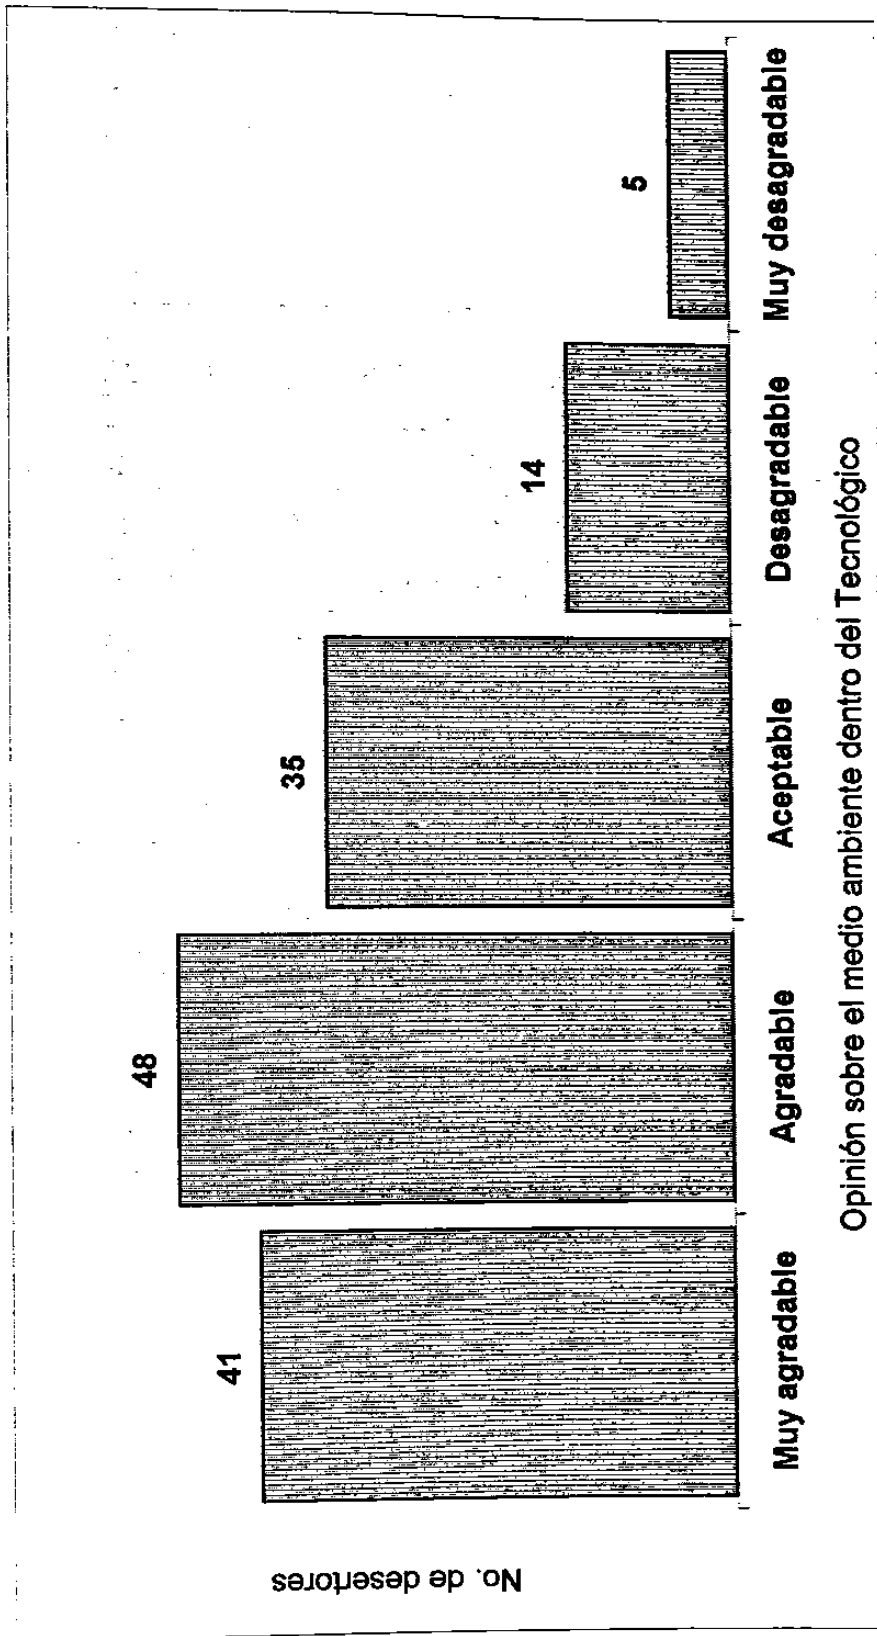 No. de desertores
41
48
35
14
5
Muy agradable
Agradable
Aceptable
Desagradable
Muy desagradable
Opinión sobre el medio ambiente dentro del Tecnológico